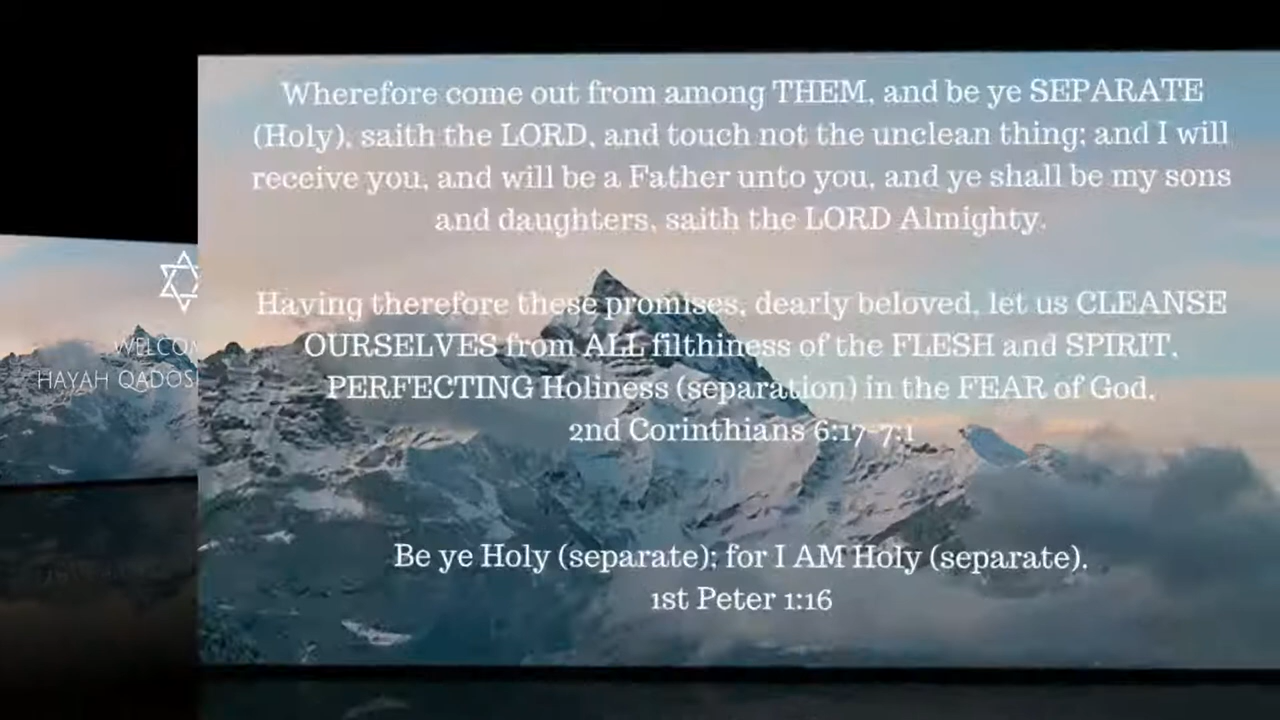 Wherefore come out from among THEM, and be ye SEPARATE
(Holy), saith the LORD, and touch not the unclean thing; and I will
receive you, and will be a Father unto you, and ye shall be my sons
and daughters, saith the LORD Almighty.
Having therefore these promises, dearly beloved, let us CLEANSE
OURSELVES from ALL filthiness of the FLESH and SPIRIT,
PERFECTING Holiness (separation) in the FEAR of God.
2nd Corinthians 6:17-7:1
Be ye Holy (separate); for I AM Holy (separate).
1st Peter 1:16
HAYAH